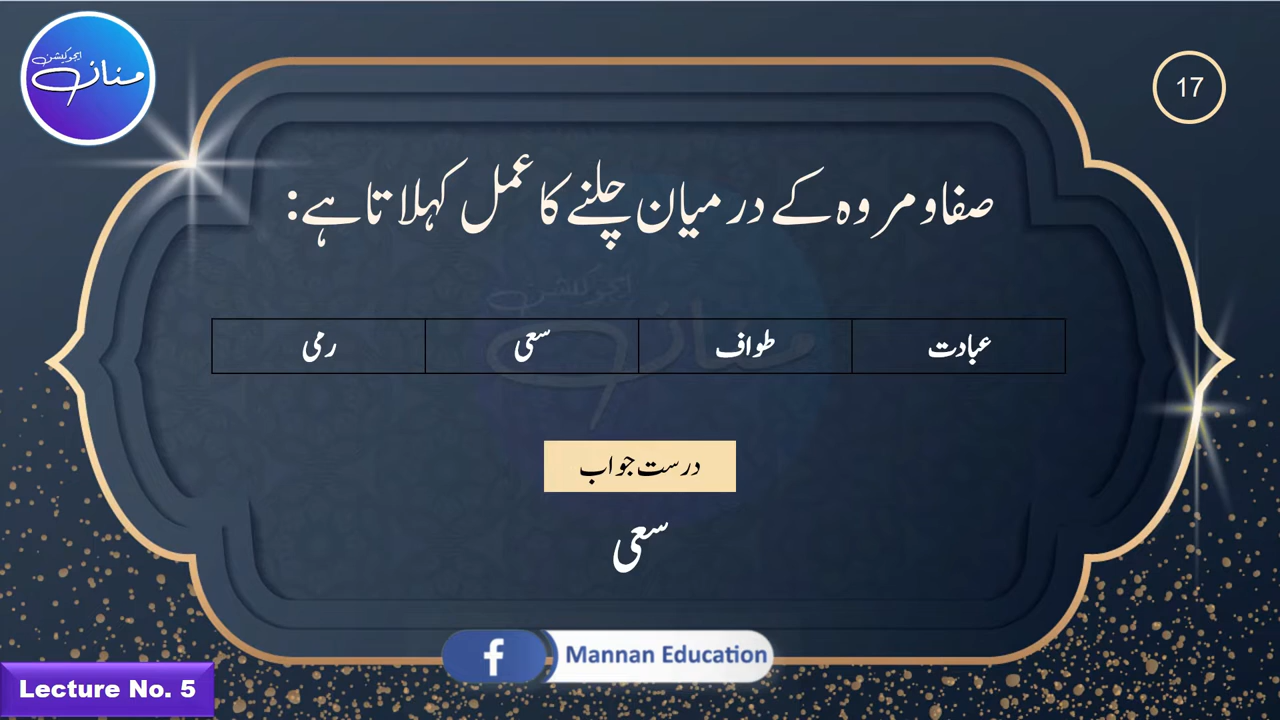 ایجوکیشن
منان
17
صفا و مروہ کے درمیان چلنے کا عمل کہلاتا ہے:
عبادت طواف سعی رمی
درست جواب
سعی
Mannan Education
Lecture No. 5